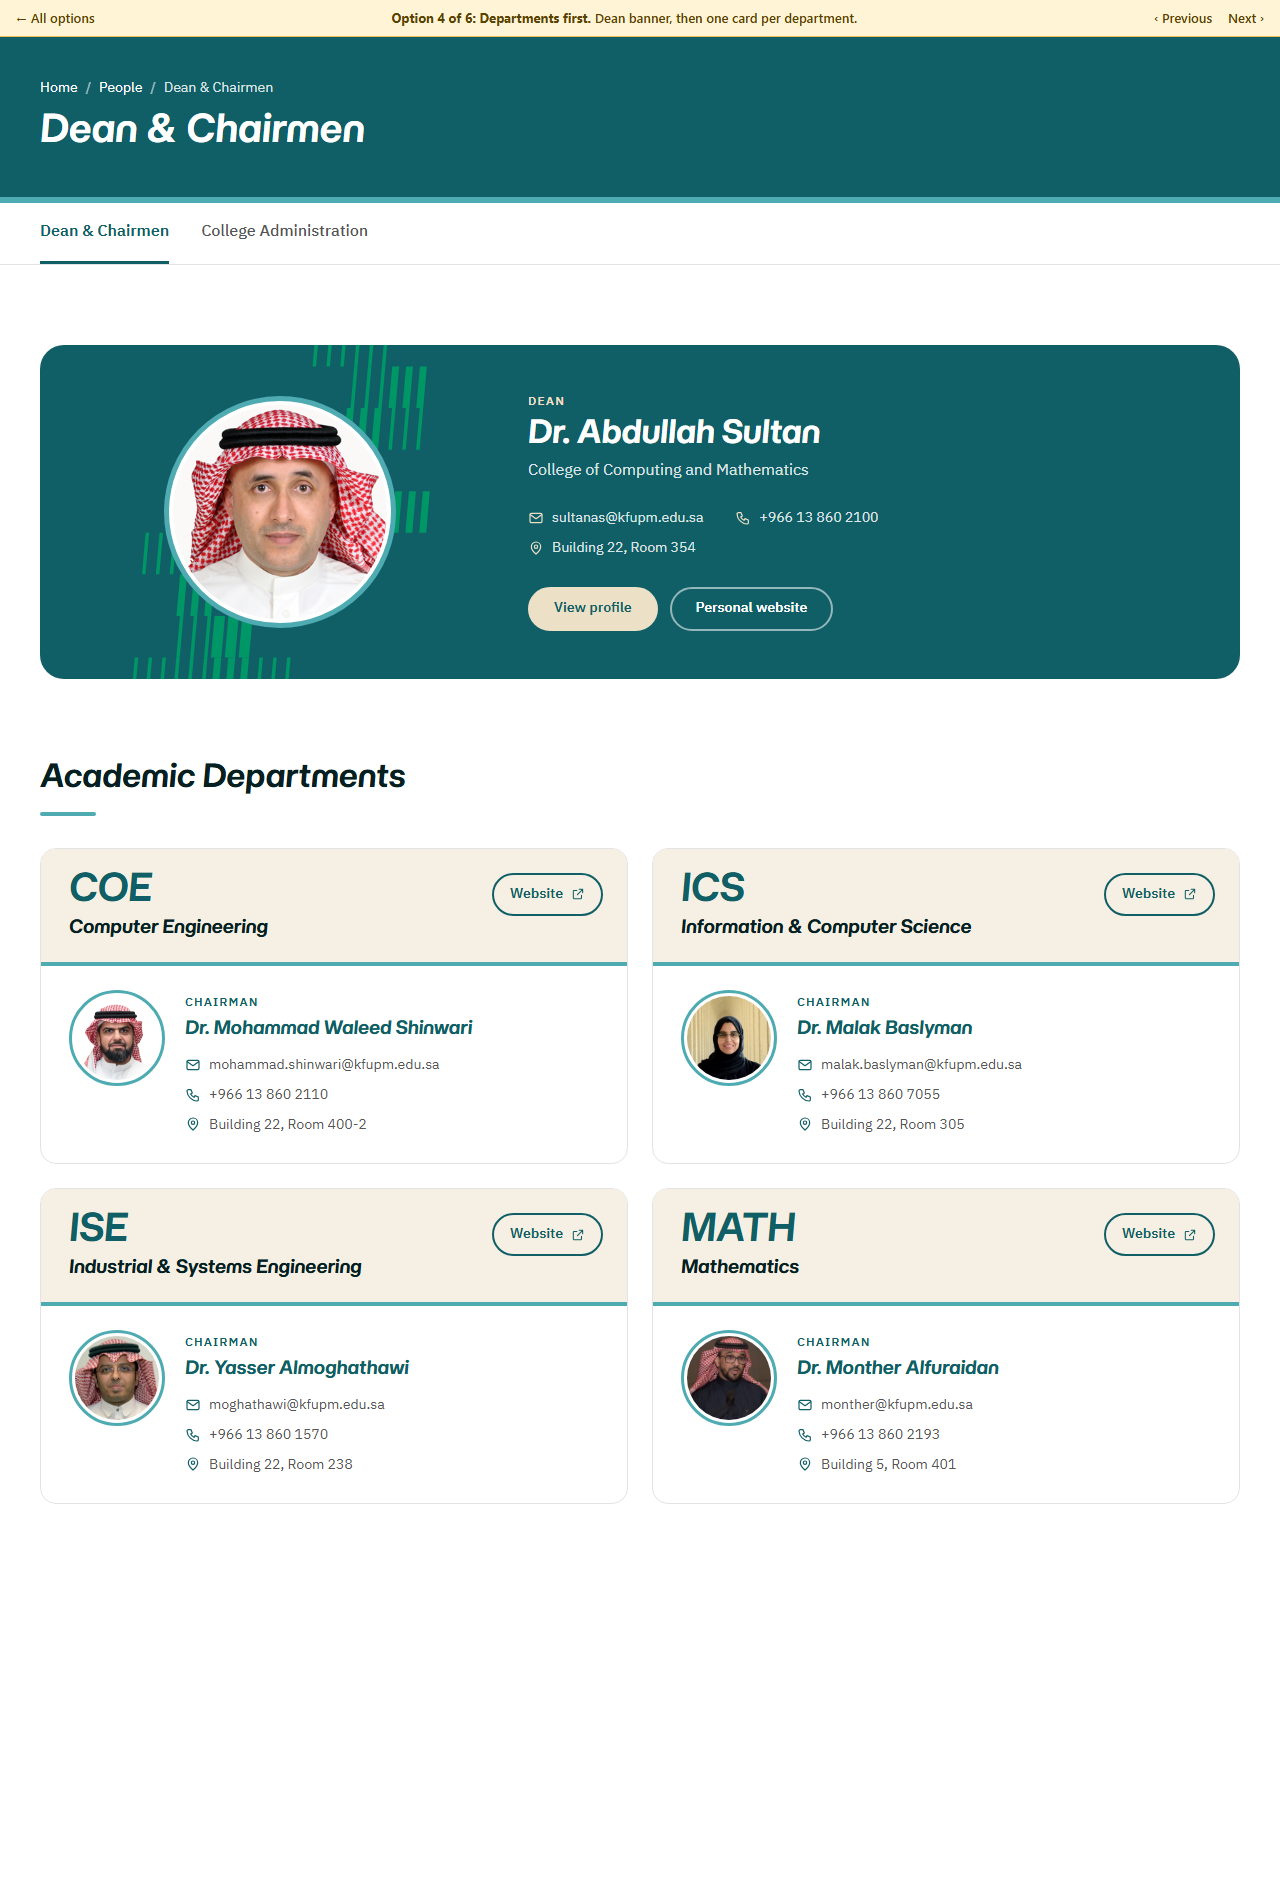 ← All options
Option 4 of 6: Departments first. Dean banner, then one card per department.
‹ Previous Next ›
Home / People / Dean & Chairmen
Dean & Chairmen
Dean & Chairmen College Administration
DEAN
Dr. Abdullah Sultan
College of Computing and Mathematics
sultanas@kfupm.edu.sa +966 13 860 2100
Building 22, Room 354
View profile Personal website
Academic Departments
COE
Website
Computer Engineering
CHAIRMAN
Dr. Mohammad Waleed Shinwari
mohammad.shinwari@kfupm.edu.sa
+966 13 860 2110
Building 22, Room 400-2
ICS
Website
Information & Computer Science
CHAIRMAN
Dr. Malak Baslyman
malak.baslyman@kfupm.edu.sa
+966 13 860 7055
Building 22, Room 305
ISE
Website
Industrial & Systems Engineering
CHAIRMAN
Dr. Yasser Almoghathawi
moghathawi@kfupm.edu.sa
+966 13 860 1570
Building 22, Room 238
MATH
Website
Mathematics
CHAIRMAN
Dr. Monther Alfuraidan
monther@kfupm.edu.sa
+966 13 860 2193
Building 5, Room 401